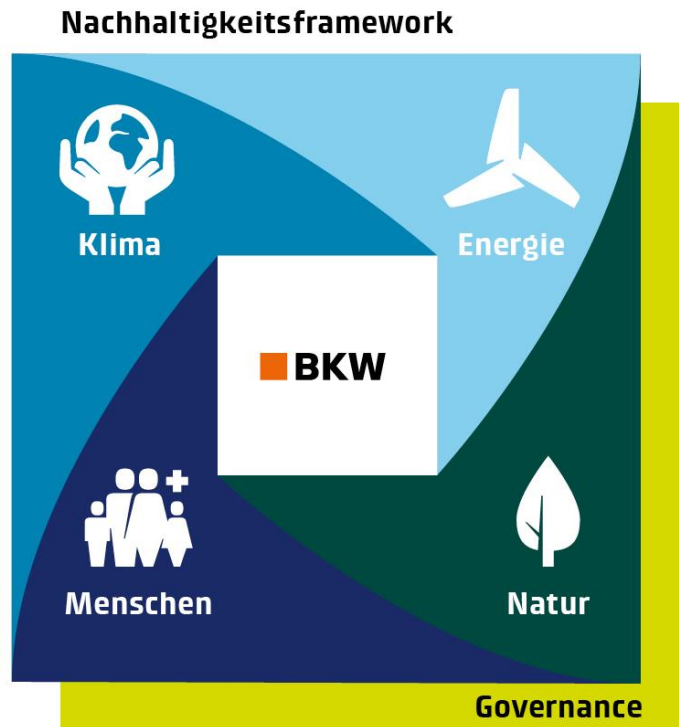 Nachhaltigkeitsframework
Klima
Energie
BKW
Menschen
Natur
Governance